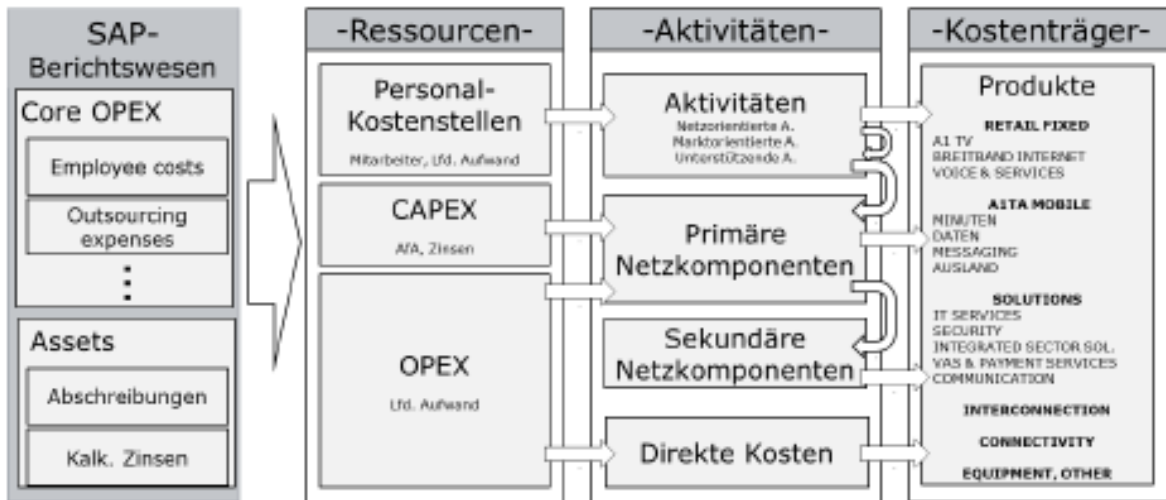 SAP-
Berichtswesen
Core OPEX
Employee costs
Outsourcing
expenses
Assets
Abschreibungen
Kalk. Zinsen
-Ressourcen-
Personal-
Kostenstellen
Mitarbeiter, Lfd. Aufwand
CAPEX
AfA, Zinsen
OPEX
Lfd. Aufwand
-Aktivitäten-
Aktivitäten
Netzorientierte A.
Marktorientierte A.
Unterstützende A.
Primäre
Netzkomponenten
Sekundäre
Netzkomponenten
Direkte Kosten
-Kostenträger-
Produkte
RETAIL FIXED
A1 TV
BREITBAND INTERNET
VOICE & SERVICES
A1TA MOBILE
MINUTEN
DATEN
MESSAGING
AUSLAND
SOLUTIONS
IT SERVICES
SECURITY
INTEGRATED SECTOR SOL.
VAS & PAYMENT SERVICES
COMMUNICATION
INTERCONNECTION
CONNECTIVITY
EQUIPMENT, OTHER